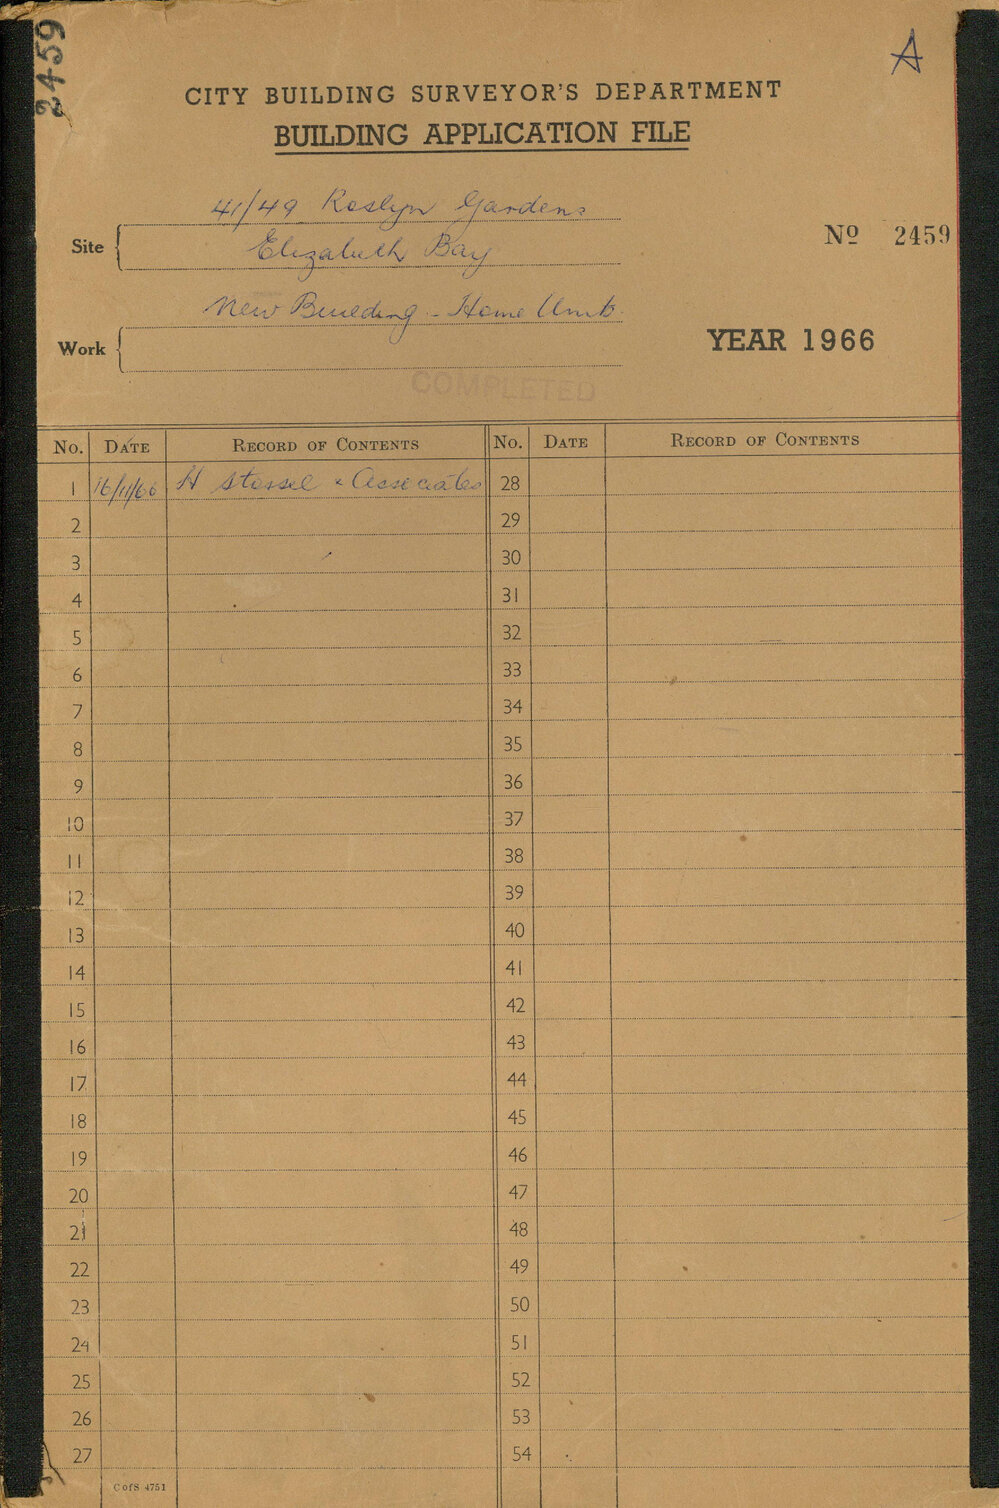 2459
A
CITY BUILDING SURVEYOR'S DEPARTMENT
BUILDING APPLICATION FILE
41/49 Roslyn Gardens
Site
Elizabeth Bay
Nº 2459
New Building - Home Units.
Work
YEAR 1966
COMPLETED
No. DATE RECORD OF CONTENTS No. DATE RECORD OF CONTENTS
1 16/11/66 H Stossel & Associates 28
2 29
3 30
4 31
5 32
6 33
7 34
8 35
9 36
10 37
11 38
12 39
13 40
14 41
15 42
16 43
17 44
18 45
19 46
20 47
21 48
22 49
23 50
24 51
25 52
26 53
27 54
C of S 4751